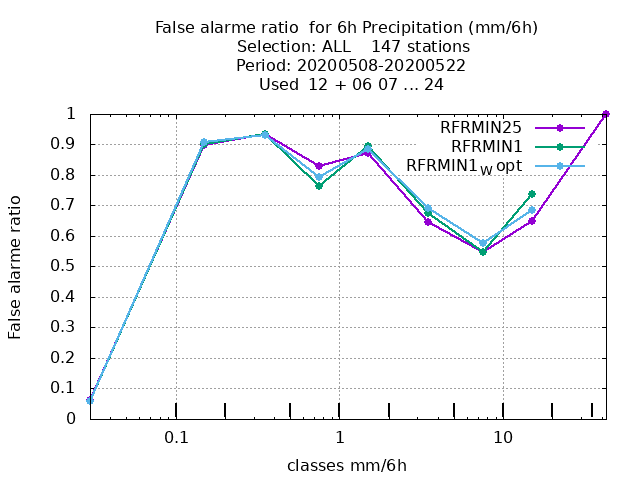 False alarme ratio  for 6h Precipitation (mm/6h)
Selection: ALL    147 stations
Period: 20200508-20200522
Used  12 + 06 07 ... 24
RFRMIN25
RFRMIN1
RFRMIN1W opt
1
0.9
0.8
0.7
0.6
0.5
0.4
0.3
0.2
0.1
0
False alarme ratio
0.1 1 10
classes mm/6h